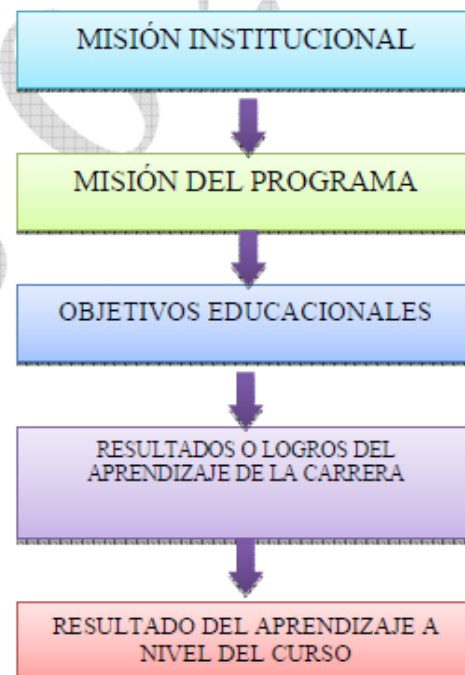 MISIÓN INSTITUCIONAL
MISIÓN DEL PROGRAMA
OBJETIVOS EDUCACIONALES
RESULTADOS O LOGROS DEL
APRENDIZAJE DE LA CARRERA
RESULTADO DEL APRENDIZAJE A
NIVEL DEL CURSO